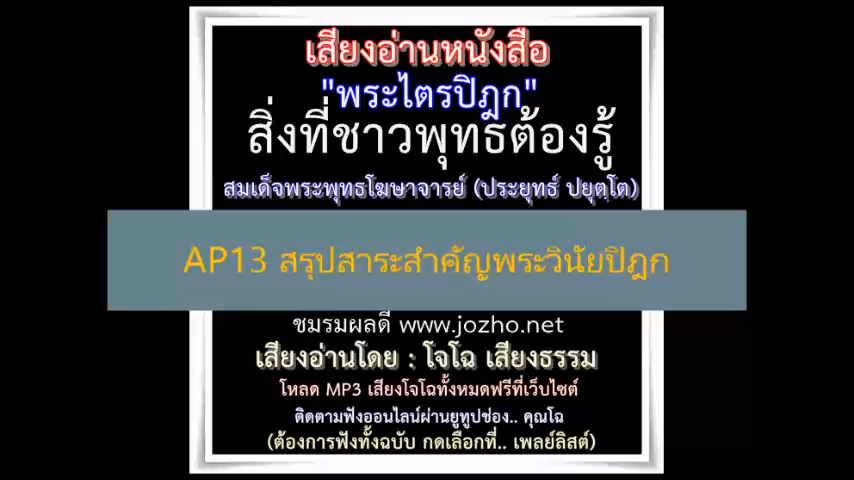 เสียงอ่านหนังสือ
"พระไตรปิฎก"
สิ่งที่ชาวพุทธต้องรู้
สมเด็จพระพุทธโฆษาจารย์ (ประยุทธ์ ปยุตฺโต)
AP13 สรุปสาระสำคัญพระวินัยปิฎก
ชมรมผลดี www.jozho.net
เสียงอ่านโดย : โจโฉ เสียงธรรม
โหลด MP3 เสียงโจโฉทั้งหมดฟรีที่เว็บไซต์
ติดตามฟังออนไลน์ผ่านยูทูปช่อง.. คุณโฉ
(ต้องการฟังทั้งฉบับ กดเลือกที่.. เพลย์ลิสต์)